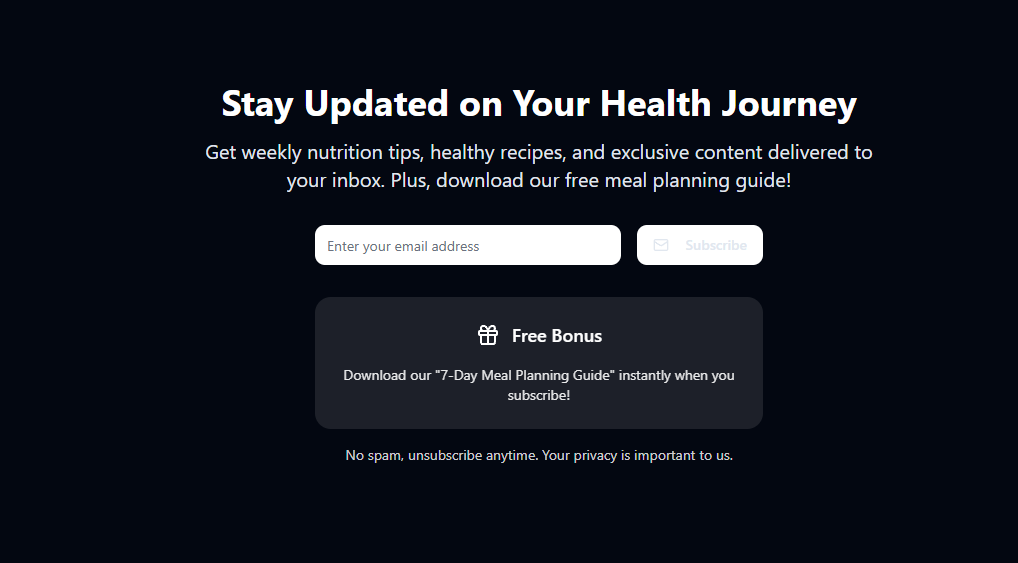 Stay Updated on Your Health Journey
Get weekly nutrition tips, healthy recipes, and exclusive content delivered to
your inbox. Plus, download our free meal planning guide!
Enter your email address
Subscribe
Free Bonus
Download our "7-Day Meal Planning Guide" instantly when you
subscribe!
No spam, unsubscribe anytime. Your privacy is important to us.